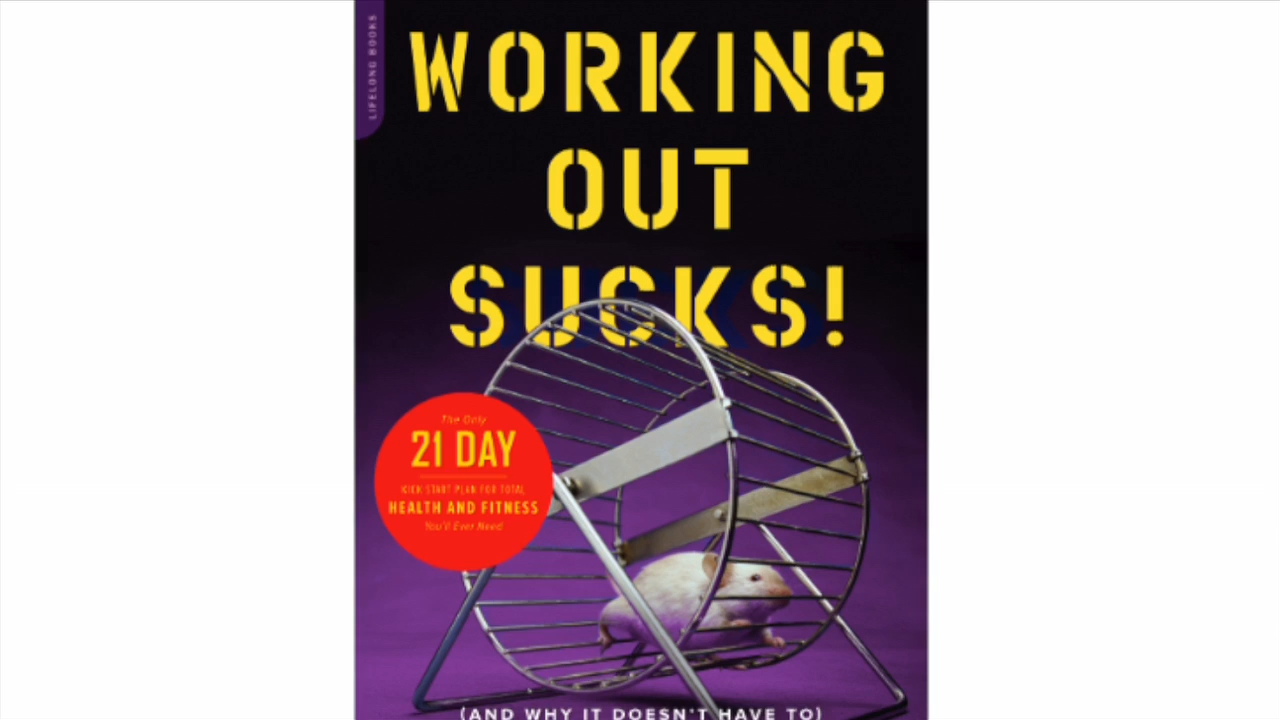 LIFELONG BOOKS
WORKING
OUT
SUCKS!
The Only
21 DAY
KICK START PLAN FOR TOTAL
HEALTH AND FITNESS
You'll Ever Need
(AND WHY IT DOESN'T HAVE TO)